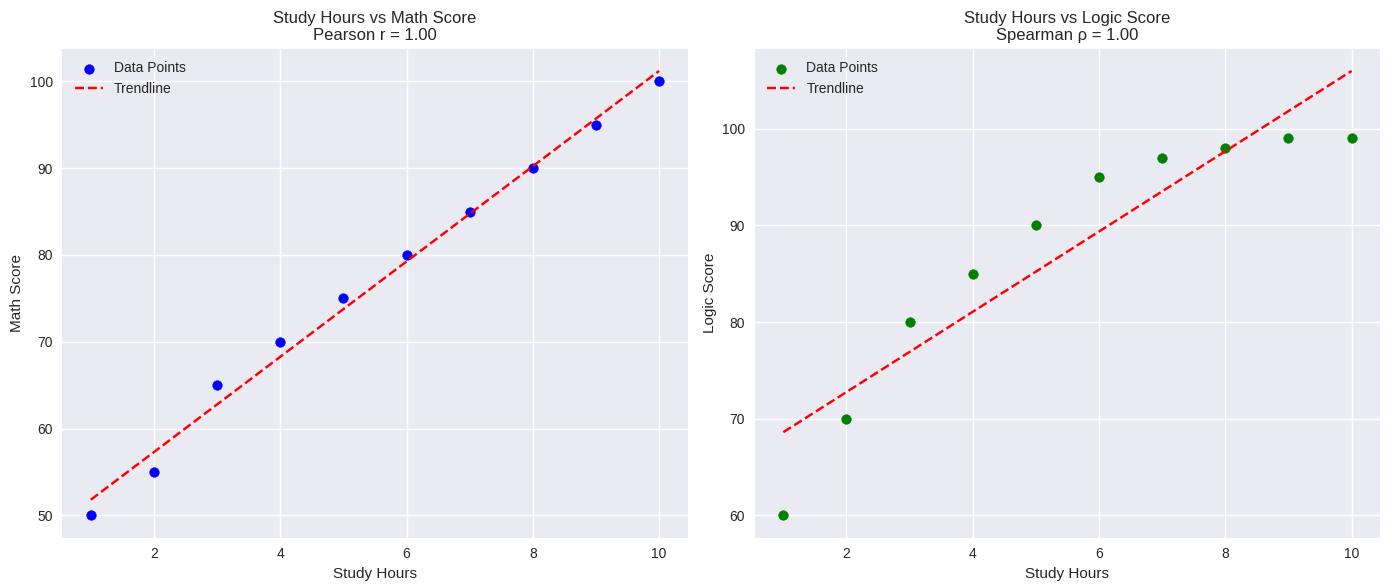 Study Hours vs Math Score
Pearson r = 1.00
Data Points
Trendline
100
90
80
70
60
50
Math Score
2 4 6 8 10
Study Hours
Study Hours vs Logic Score
Spearman ρ = 1.00
Data Points
Trendline
100
90
80
70
60
Logic Score
2 4 6 8 10
Study Hours